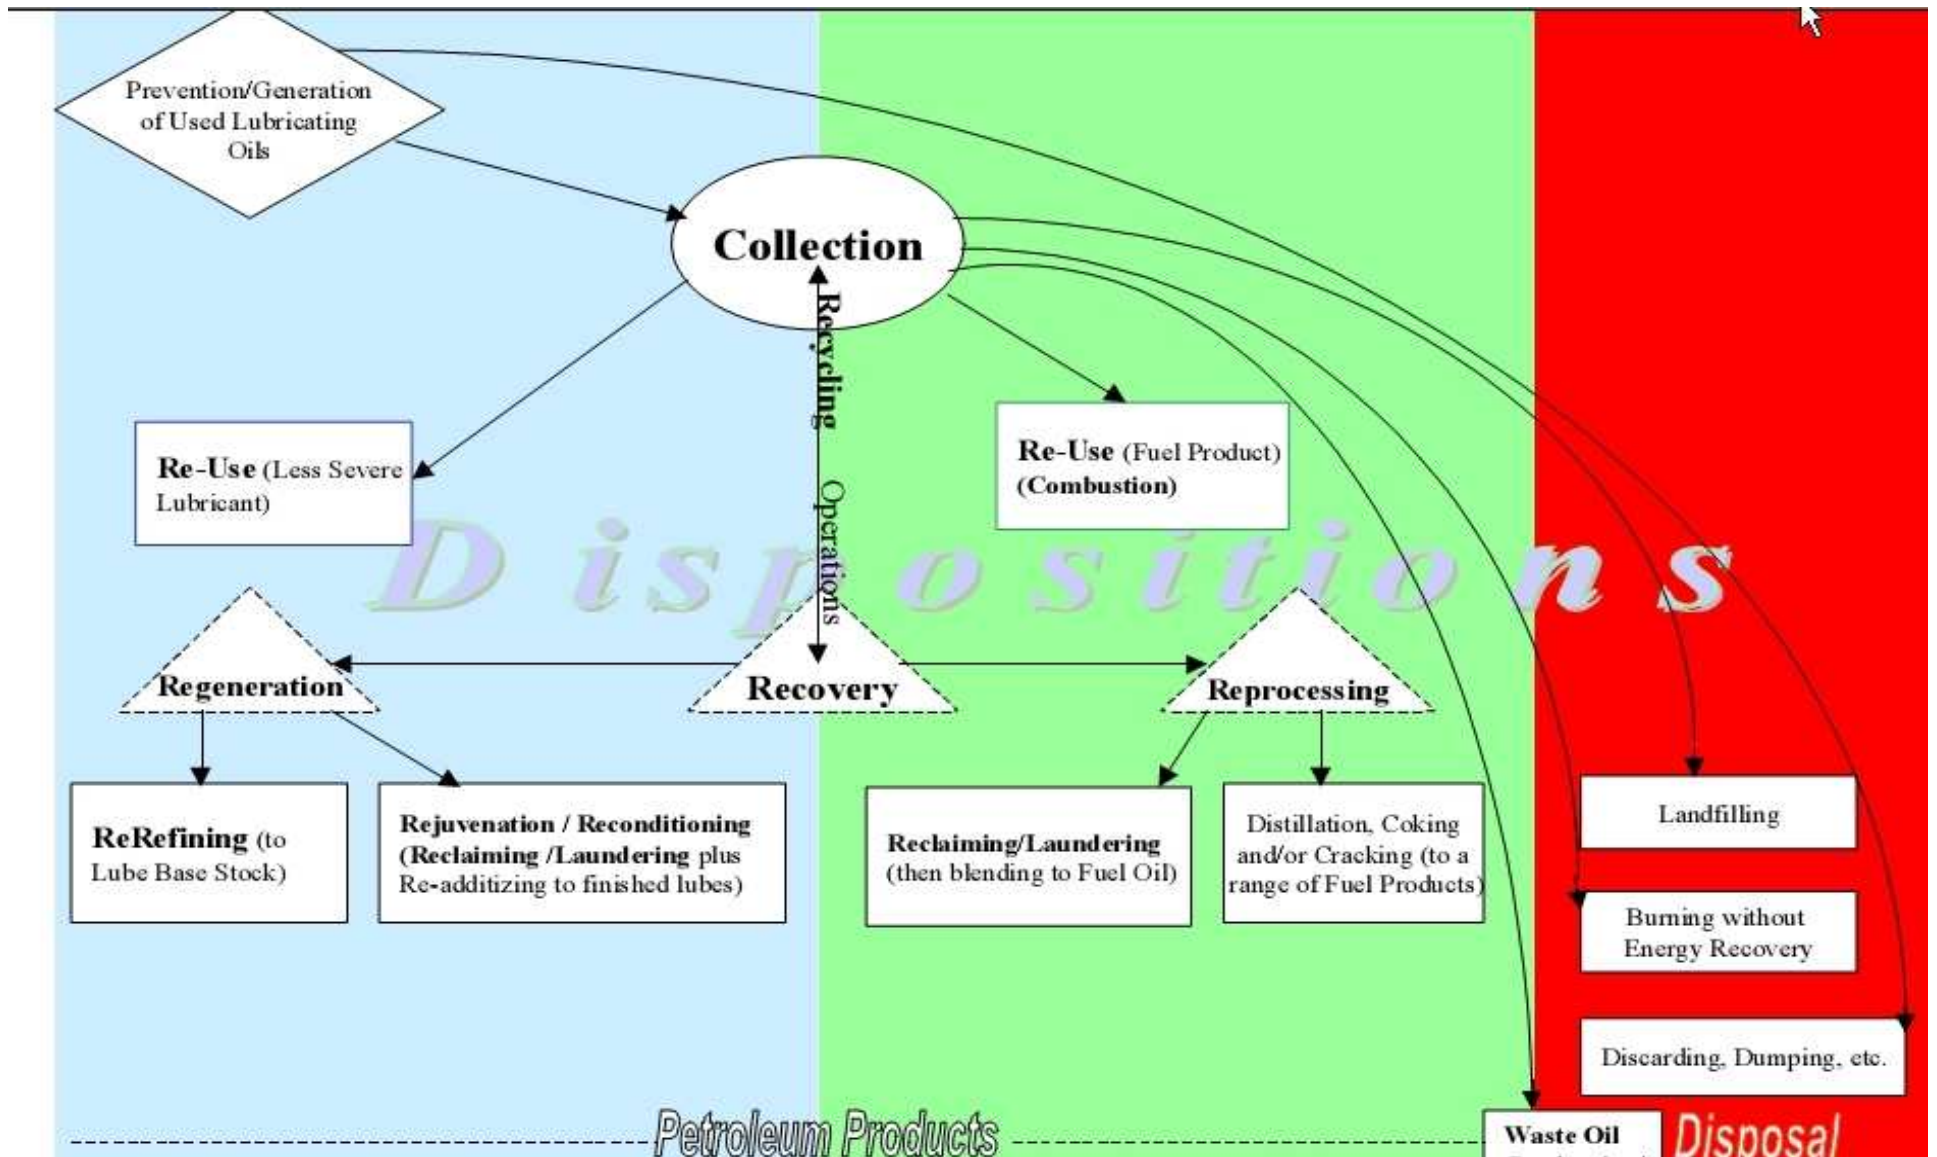 Prevention/Generation
of Used Lubricating
Oils
Collection
Recycling Operations
Re-Use (Less Severe
Lubricant)
Re-Use (Fuel Product)
(Combustion)
Dispositions
Regeneration
Recovery
Reprocessing
ReRefining (to
Lube Base Stock)
Rejuvenation / Reconditioning
(Reclaiming /Laundering plus
Re-additizing to finished lubes)
Reclaiming/Laundering
(then blending to Fuel Oil)
Distillation, Coking
and/or Cracking (to a
range of Fuel Products)
Landfilling
Burning without
Energy Recovery
Discarding, Dumping, etc.
Petroleum Products
Waste Oil
Disposal